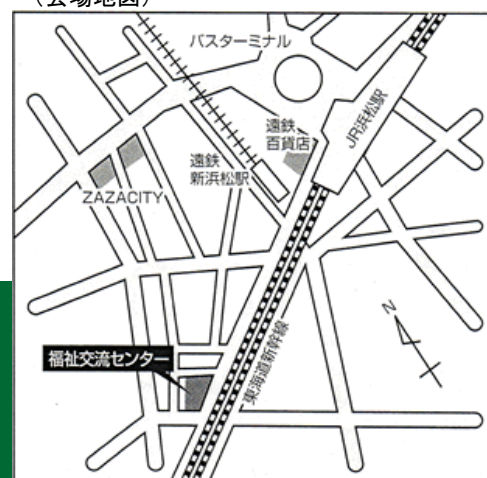 （会場地図）
バスターミナル
JR浜松駅
遠鉄
百貨店
遠鉄
新浜松駅
ZAZACITY
N
福祉交流センター
東海道新幹線